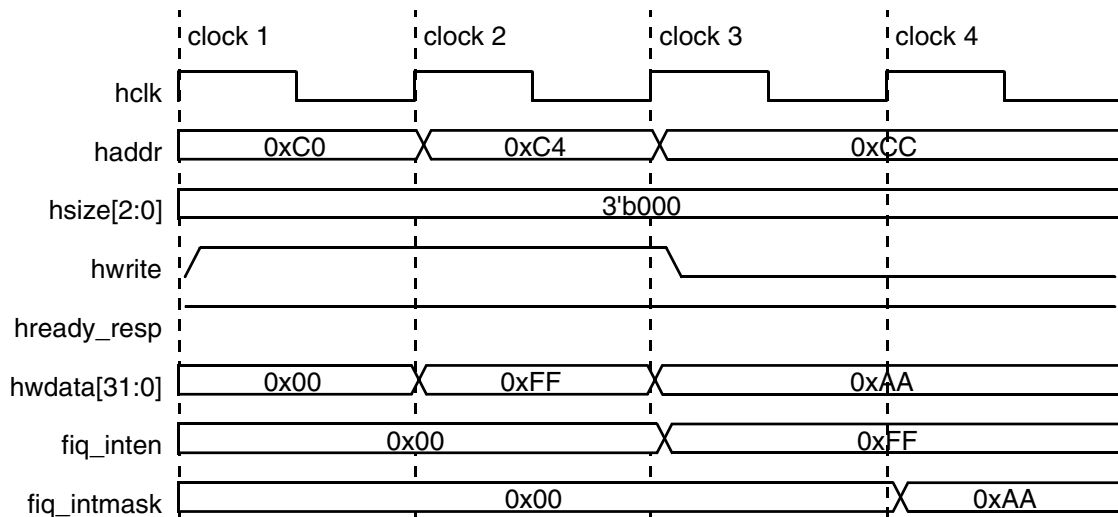 clock 1 clock 2 clock 3 clock 4
hclk
haddr 0xC0 0xC4 0xCC
hsize[2:0] 3'b000
hwrite
hready_resp
hwdata[31:0] 0x00 0xFF 0xAA
fiq_inten 0x00 0xFF
fiq_intmask 0x00 0xAA